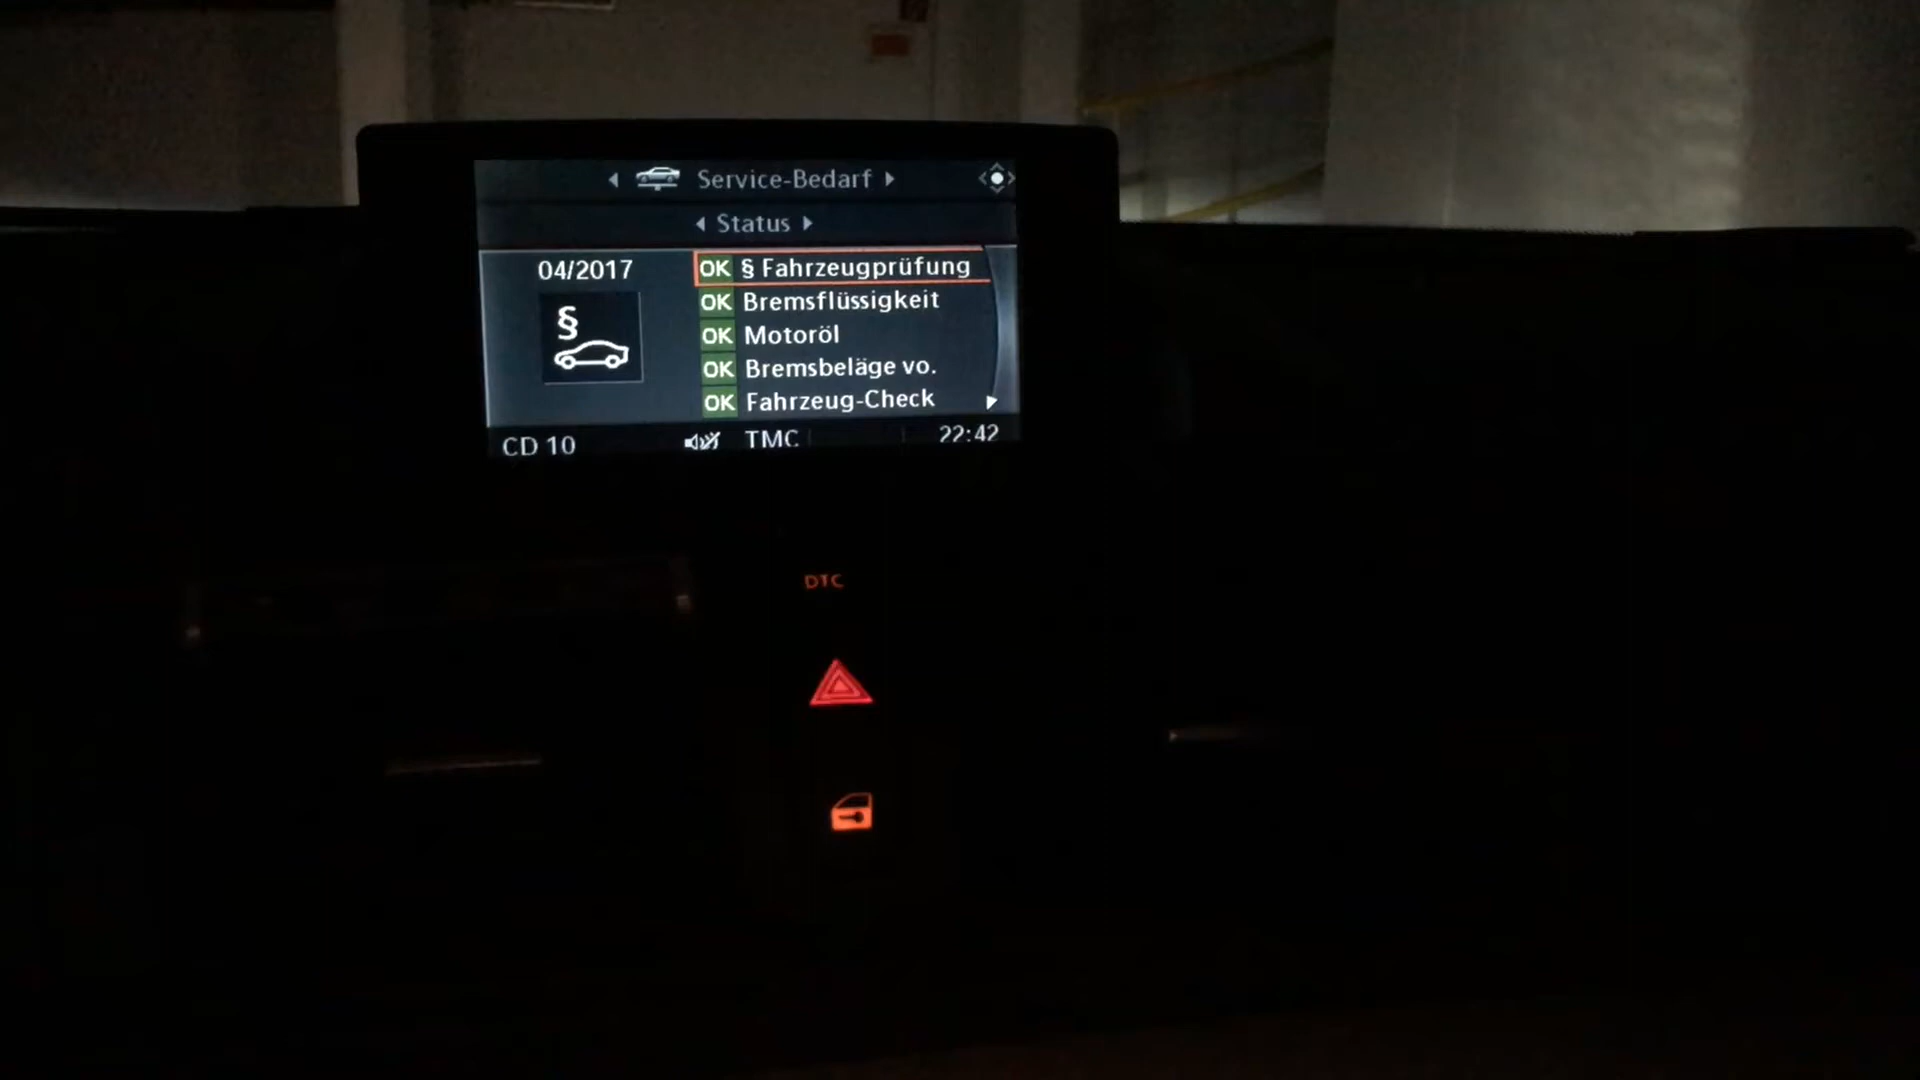 Service-Bedarf
Status
04/2017
OK § Fahrzeugprüfung
OK Bremsflüssigkeit
OK Motoröl
OK Bremsbeläge vo.
OK Fahrzeug-Check
§
CD 10 TMC 22:42
DTC